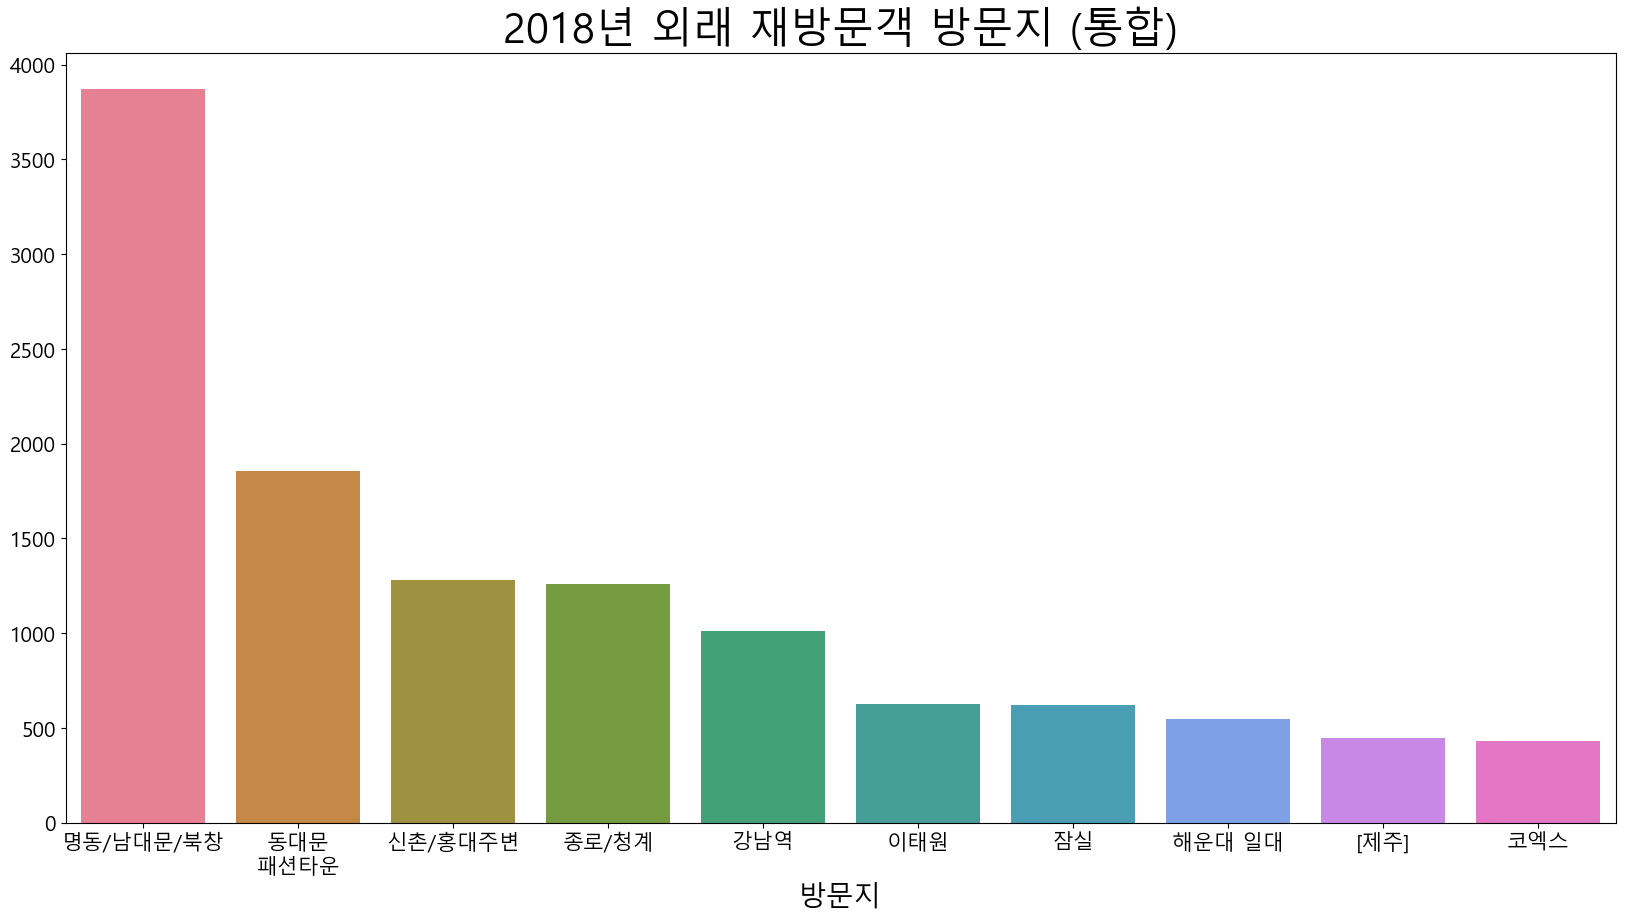 2018년 외래 재방문객 방문지 (통합)
4000
3500
3000
2500
2000
1500
1000
500
0
명동/남대문/북창
동대문
패션타운
신촌/홍대주변
종로/청계
강남역
이태원
잠실
해운대 일대
[제주]
코엑스
방문지